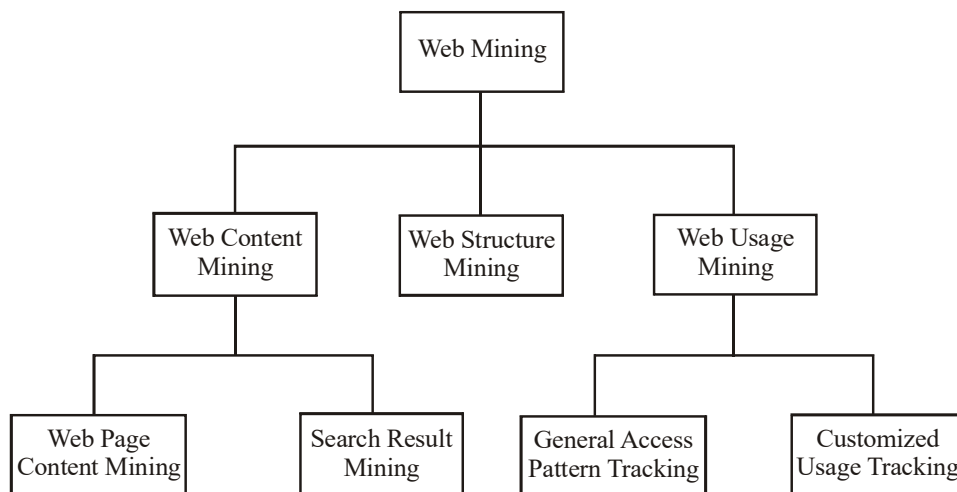 Web Mining
Web Content
Mining
Web Structure
Mining
Web Usage
Mining
Web Page
Content Mining
Search Result
Mining
General Access
Pattern Tracking
Customized
Usage Tracking